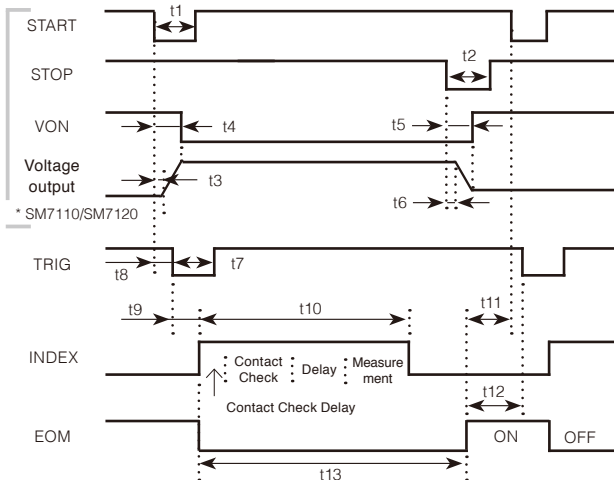 START
t1
STOP
t2
VON
t4
t5
Voltage
output
t3
t6
* SM7110/SM7120
TRIG
t8
t7
t9
t10
t11
INDEX
Contact
Check
Delay
Measure
ment
t12
Contact Check Delay
EOM
ON
OFF
t13